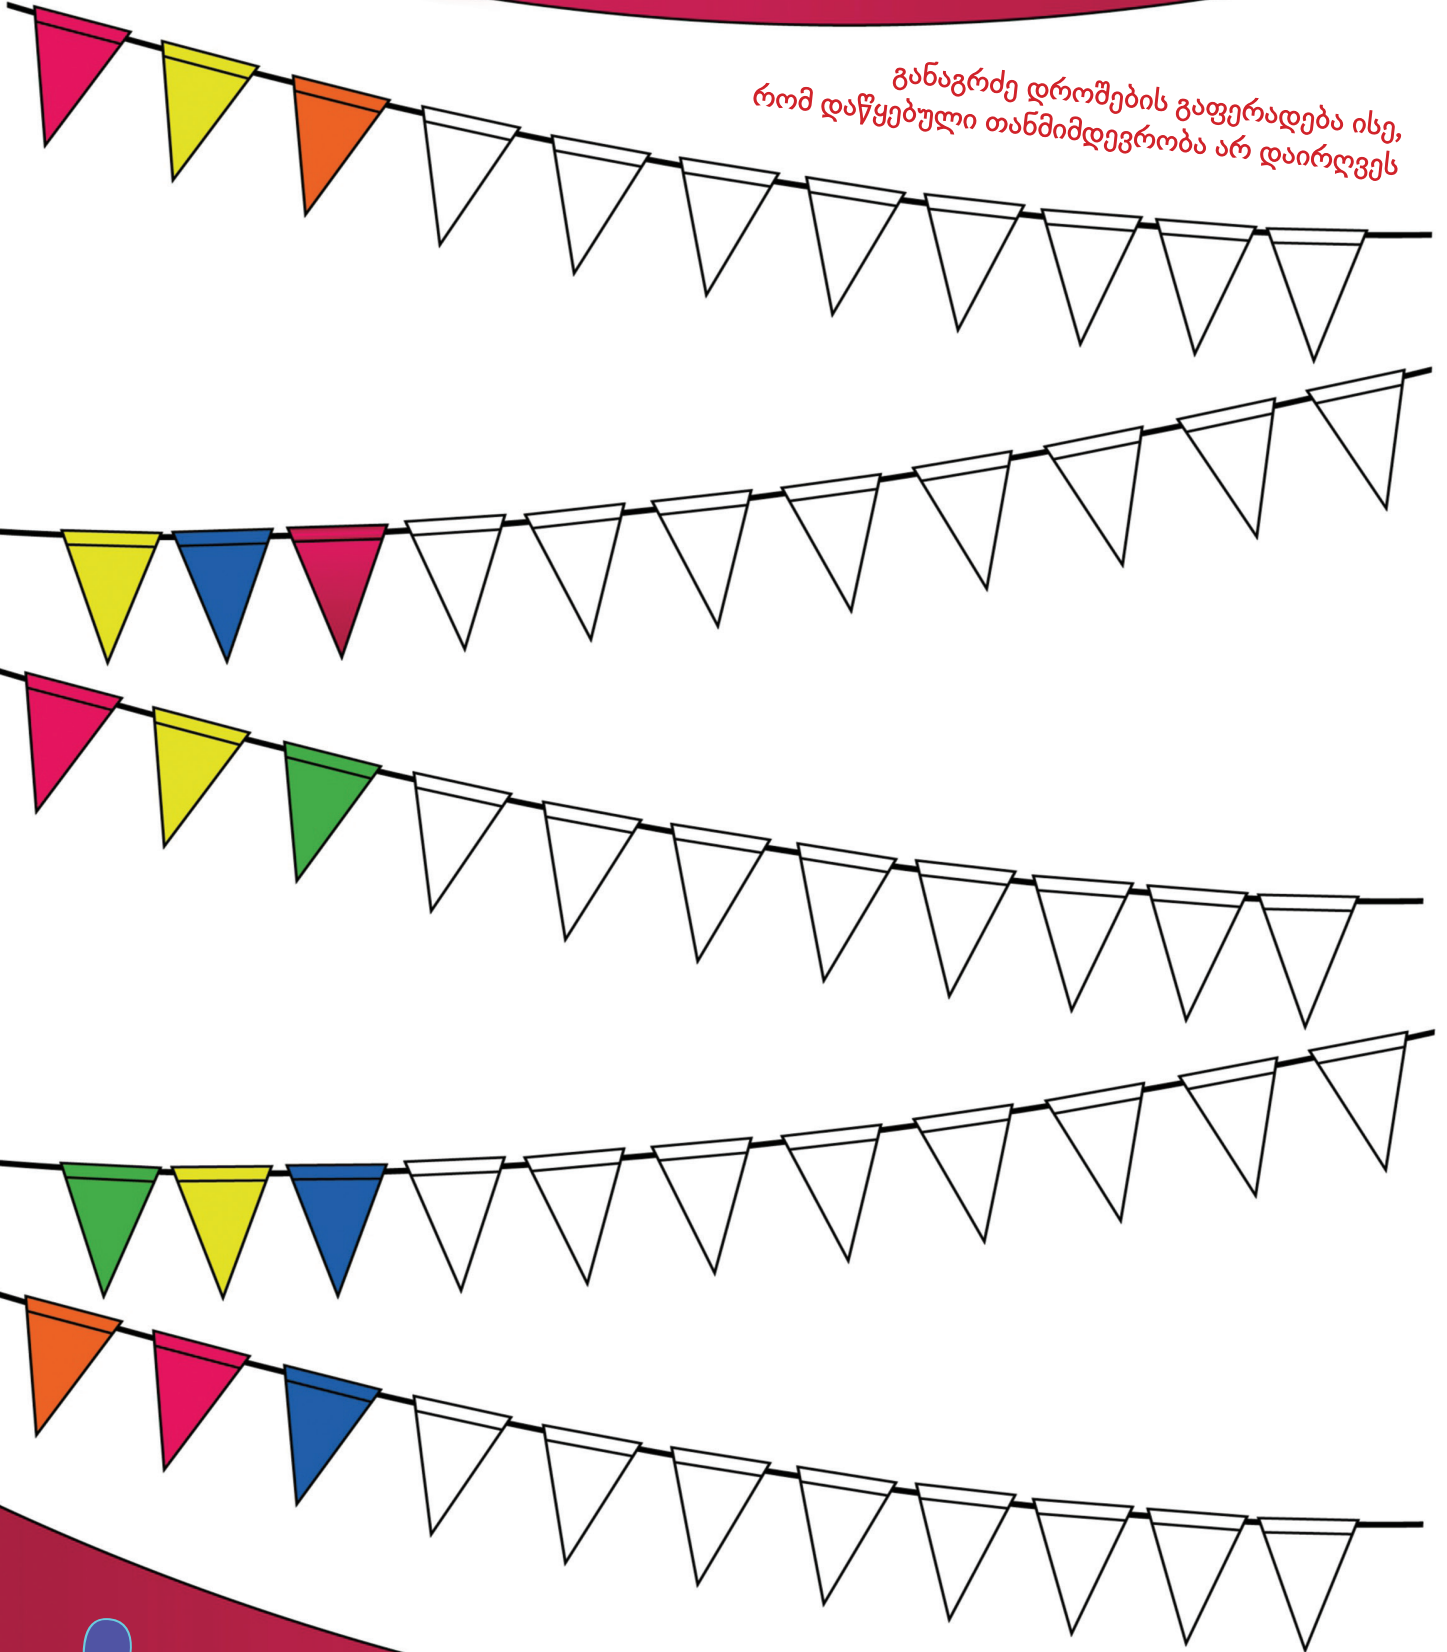 განაგრძე დროშების გაფერადება ისე,
რომ დაწყებული თანმიმდევრობა არ დაირღვეს